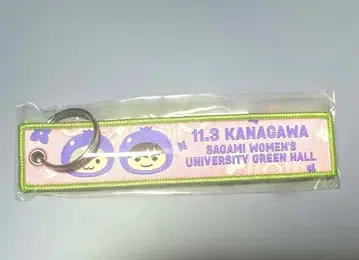 11.3 KANAGAWA
SAGAMI WOMEN'S
UNIVERSITY GREEN HALL